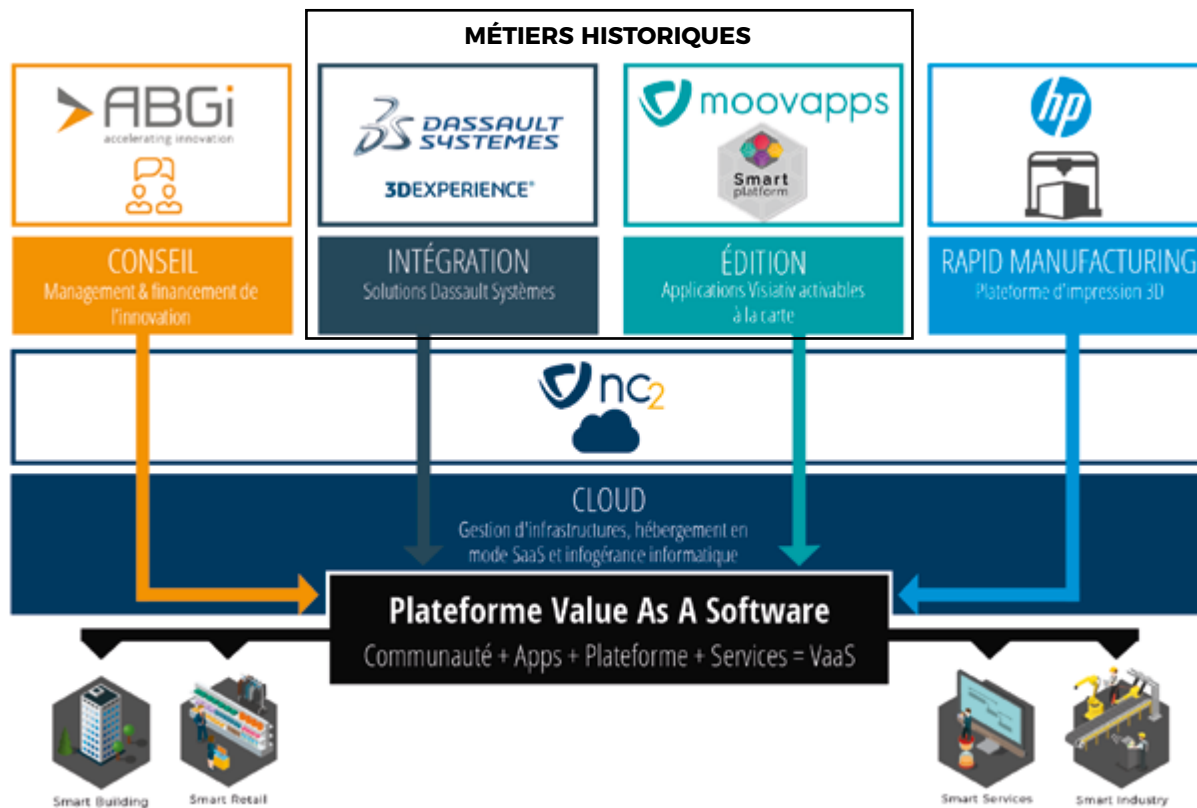 MÉTIERS HISTORIQUES
ABGi
accelerating innovation
DASSAULT
SYSTEMES
3DEXPERIENCE®
moovapps
Smart
platform
hp
CONSEIL
Management & financement de
l'innovation
INTÉGRATION
Solutions Dassault Systèmes
ÉDITION
Applications Visiativ activables
à la carte
RAPID MANUFACTURING
Plateforme d'impression 3D
nc2
CLOUD
Gestion d'infrastructures, hébergement en
mode SaaS et infogérance informatique
Plateforme Value As A Software
Communauté + Apps + Plateforme + Services = VaaS
Smart Building
Smart Retail
Smart Services
Smart Industry